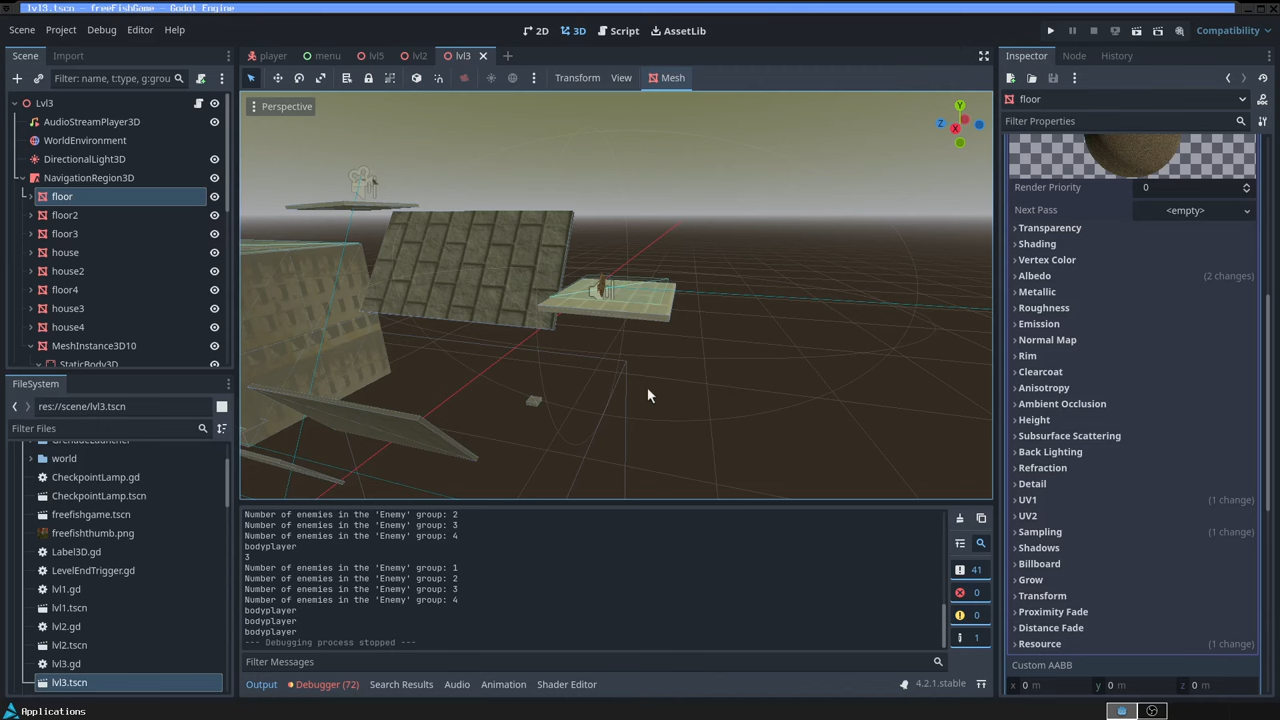 lvl3.tscn - freeFishGame - Godot Engine
Scene Project Debug Editor Help
2D 3D Script AssetLib
Compatibility
Scene Import
player menu lvl5 lvl2 lvl3
Inspector Node History
Filter: name, t:type, g:grou
Transform View Mesh
Perspective
Y
Z
X
Lvl3
AudioStreamPlayer3D
WorldEnvironment
DirectionalLight3D
NavigationRegion3D
floor
floor2
floor3
house
house2
floor4
house3
house4
MeshInstance3D10
StaticBody3D
FileSystem
res://scene/lvl3.tscn
Filter Files
world
CheckpointLamp.gd
CheckpointLamp.tscn
freefishgame.tscn
freefishthumb.png
Label3D.gd
LevelEndTrigger.gd
lvl1.gd
lvl1.tscn
lvl2.gd
lvl2.tscn
lvl3.gd
lvl3.tscn
Number of enemies in the 'Enemy' group: 2
Number of enemies in the 'Enemy' group: 3
Number of enemies in the 'Enemy' group: 4
bodyplayer
3
Number of enemies in the 'Enemy' group: 1
Number of enemies in the 'Enemy' group: 2
Number of enemies in the 'Enemy' group: 3
Number of enemies in the 'Enemy' group: 4
bodyplayer
bodyplayer
bodyplayer
--- Debugging process stopped ---
41
0
0
1
Filter Messages
Output Debugger (72) Search Results Audio Animation Shader Editor
4.2.1.stable
floor
Filter Properties
Render Priority 0
Next Pass <empty>
Transparency
Shading
Vertex Color
Albedo (2 changes)
Metallic
Roughness
Emission
Normal Map
Rim
Clearcoat
Anisotropy
Ambient Occlusion
Height
Subsurface Scattering
Back Lighting
Refraction
Detail
UV1 (1 change)
UV2
Sampling (1 change)
Shadows
Billboard
Grow
Transform
Proximity Fade
Distance Fade
Resource (1 change)
Custom AABB
x 0 m y 0 m z 0 m
Applications